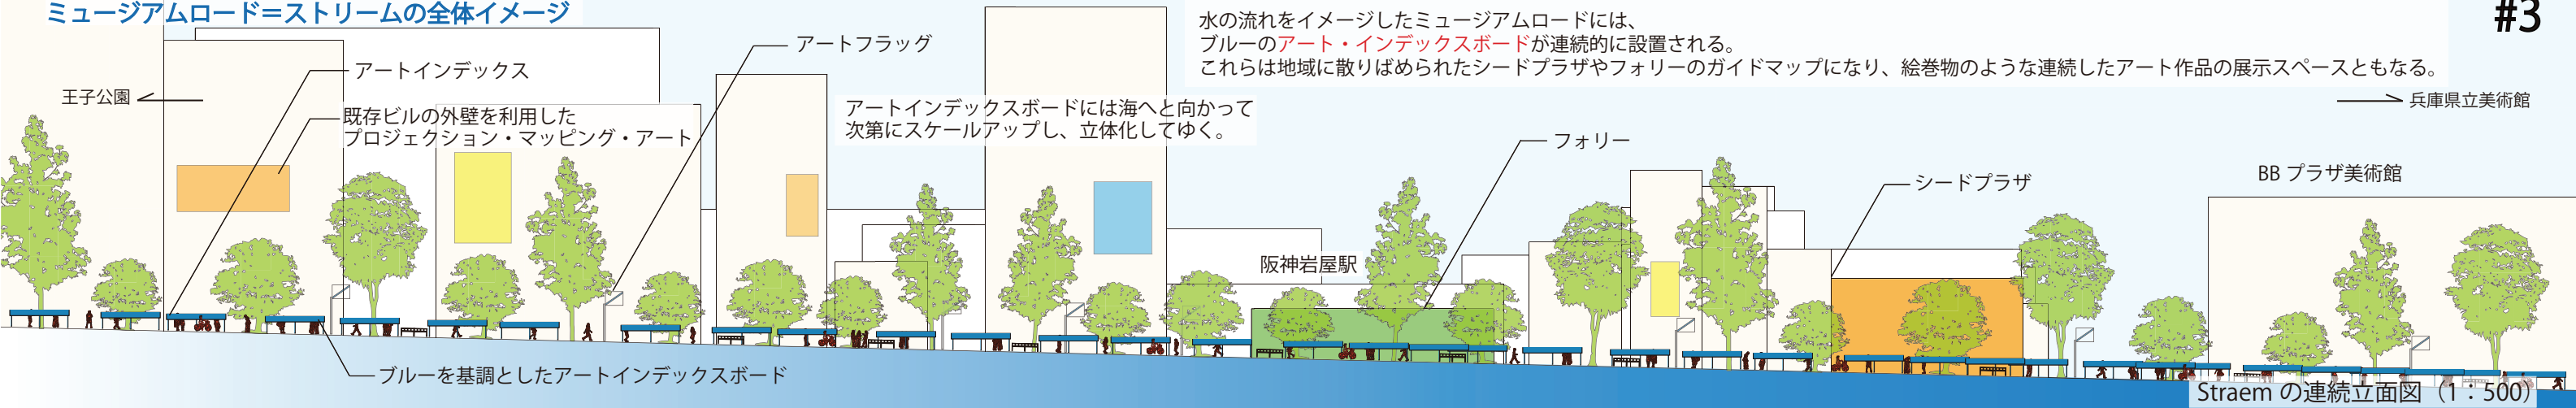 ミュージアムロード＝ストリームの全体イメージ
#3
水の流れをイメージしたミュージアムロードには、
ブルーのアート・インデックスボードが連続的に設置される。
これらは地域に散りばめられたシードプラザやフォリーのガイドマップになり、絵巻物のような連続したアート作品の展示スペースともなる。
アートフラッグ
アートインデックス
王子公園
兵庫県立美術館
既存ビルの外壁を利用した
プロジェクション・マッピング・アート
アートインデックスボードには海へと向かって
次第にスケールアップし、立体化してゆく。
フォリー
シードプラザ
BB プラザ美術館
阪神岩屋駅
ブルーを基調としたアートインデックスボード
Straem の連続立面図（1：500）